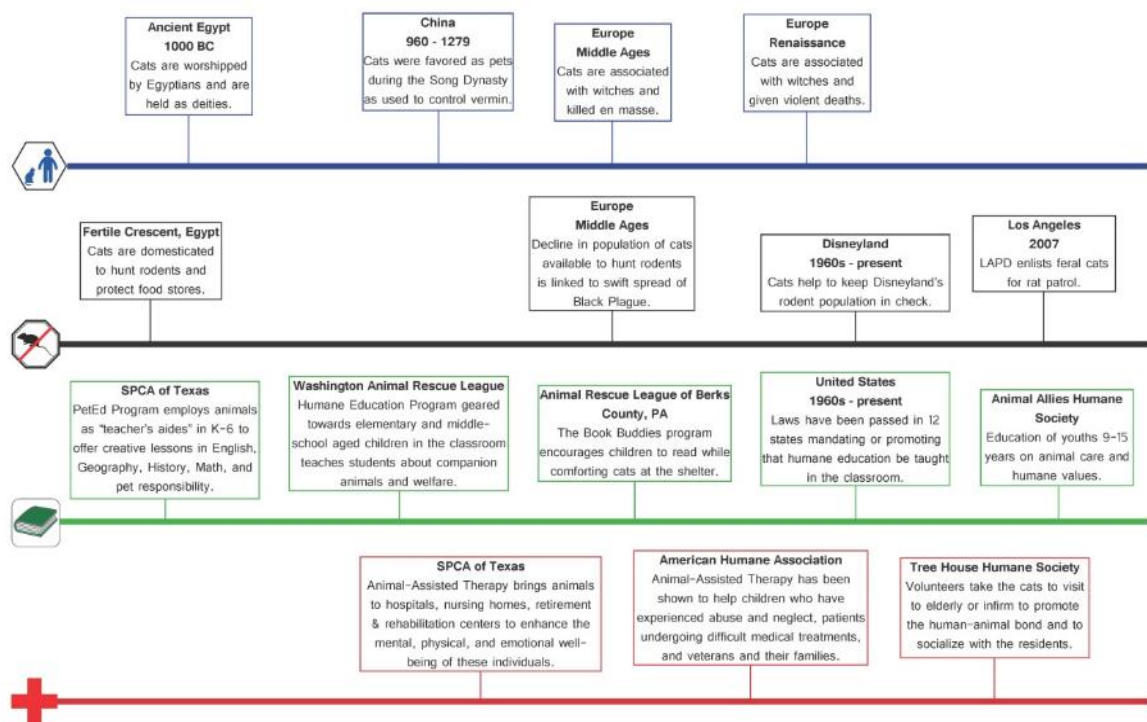 Ancient Egypt
1000 BC
Cats are worshipped
by Egyptians and are
held as deities.
China
960 - 1279
Cats were favored as pets
during the Song Dynasty
as used to control vermin.
Europe
Middle Ages
Cats are associated
with witches and
killed en masse.
Europe
Renaissance
Cats are associated
with witches and
given violent deaths.
Fertile Crescent, Egypt
Cats are domesticated
to hunt rodents and
protect food stores.
Europe
Middle Ages
Decline in population of cats
available to hunt rodents
is linked to swift spread of
Black Plague.
Disneyland
1960s - present
Cats help to keep Disneyland's
rodent population in check.
Los Angeles
2007
LAPD enlists feral cats
for rat patrol.
SPCA of Texas
PetEd Program employs animals
as "teacher's aides" in K-6 to
offer creative lessons in English,
Geography, History, Math, and
pet responsibility.
Washington Animal Rescue League
Humane Education Program geared
towards elementary and middle-
school aged children in the classroom
teaches students about companion
animals and welfare.
Animal Rescue League of Berks
County, PA
The Book Buddies program
encourages children to read while
comforting cats at the shelter.
United States
1960s - present
Laws have been passed in 12
states mandating or promoting
that humane education be taught
in the classroom.
Animal Allies Humane
Society
Education of youths 9-15
years on animal care and
humane values.
SPCA of Texas
Animal-Assisted Therapy brings animals
to hospitals, nursing homes, retirement
& rehabilitation centers to enhance the
mental, physical, and emotional well-
being of these individuals.
American Humane Association
Animal-Assisted Therapy has been
shown to help children who have
experienced abuse and neglect, patients
undergoing difficult medical treatments,
and veterans and their families.
Tree House Humane Society
Volunteers take the cats to visit
to elderly or infirm to promote
the human-animal bond and to
socialize with the residents.